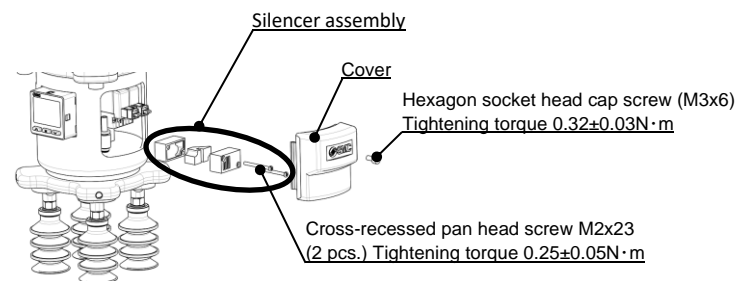 Silencer assembly
Cover
Hexagon socket head cap screw (M3x6)
Tightening torque 0.32±0.03N･m
SMC
Cross-recessed pan head screw M2x23
(2 pcs.) Tightening torque 0.25±0.05N･m